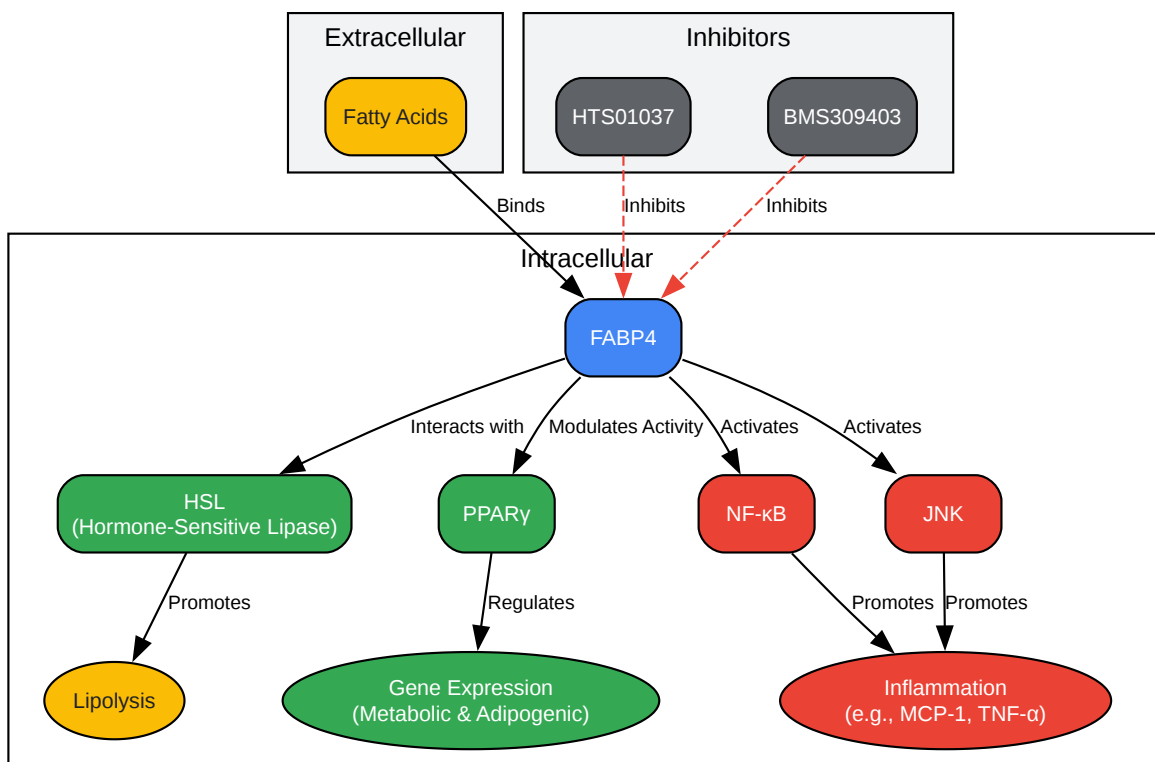 Extracellular
Inhibitors
Fatty Acids
HTS01037
BMS309403
Binds
Inhibits
Inhibits
Intracellular
FABP4
Interacts with
Modulates Activity
Activates
Activates
HSL
(Hormone-Sensitive Lipase)
PPARγ
NF-κB
JNK
Promotes
Regulates
Promotes
Promotes
Lipolysis
Gene Expression
(Metabolic & Adipogenic)
Inflammation
(e.g., MCP-1, TNF-α)